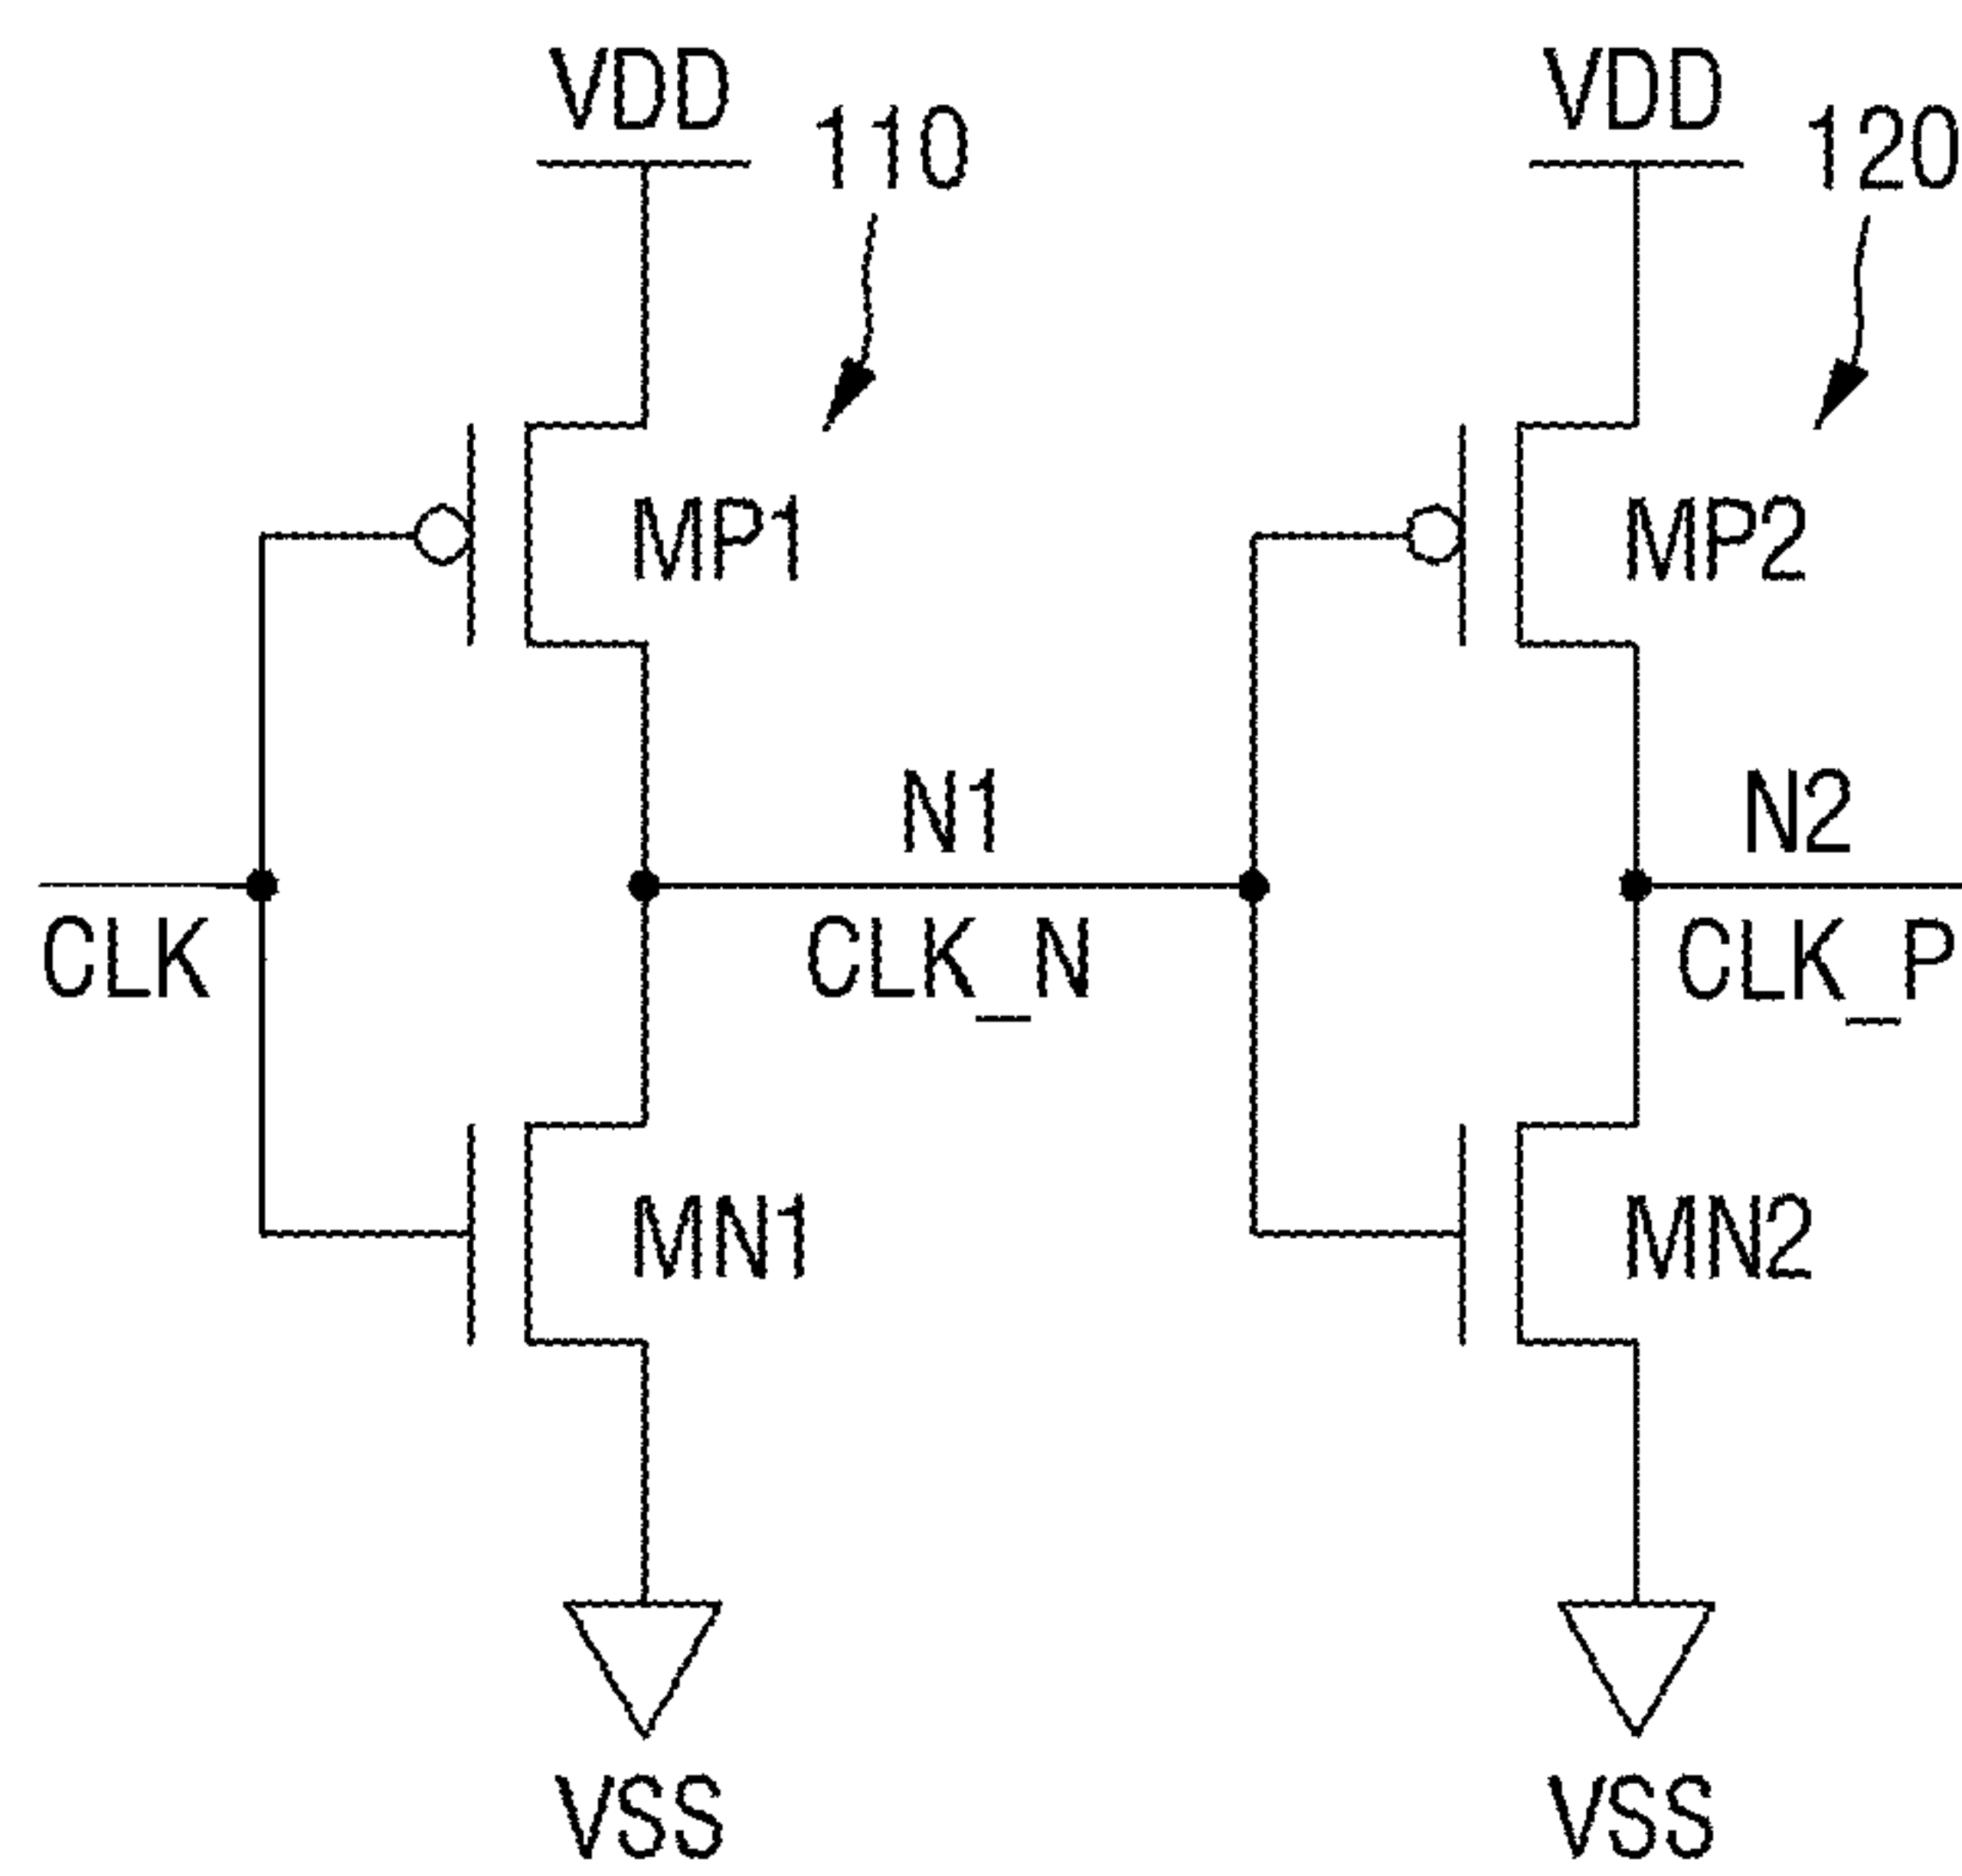 VDD
110
VDD
120
MP1
MP2
N1
N2
CLK
CLK_N
CLK_P
MN1
MN2
VSS
VSS